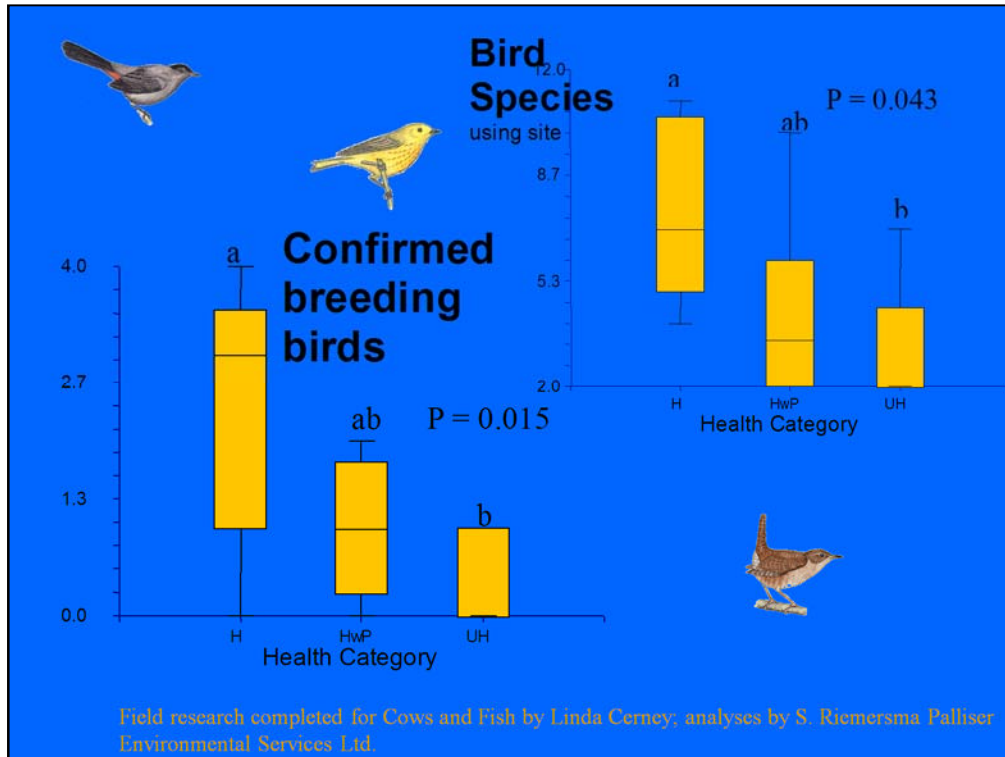 Bird
Species
using site
12.0
8.7
5.3
2.0
a
ab
b
P = 0.043
H
HwP
UH
Health Category
Confirmed
breeding
birds
4.0
2.7
1.3
0.0
a
ab
b
P = 0.015
H
HwP
UH
Health Category
Field research completed for Cows and Fish by Linda Cerney; analyses by S. Riemersma Palliser
Environmental Services Ltd.